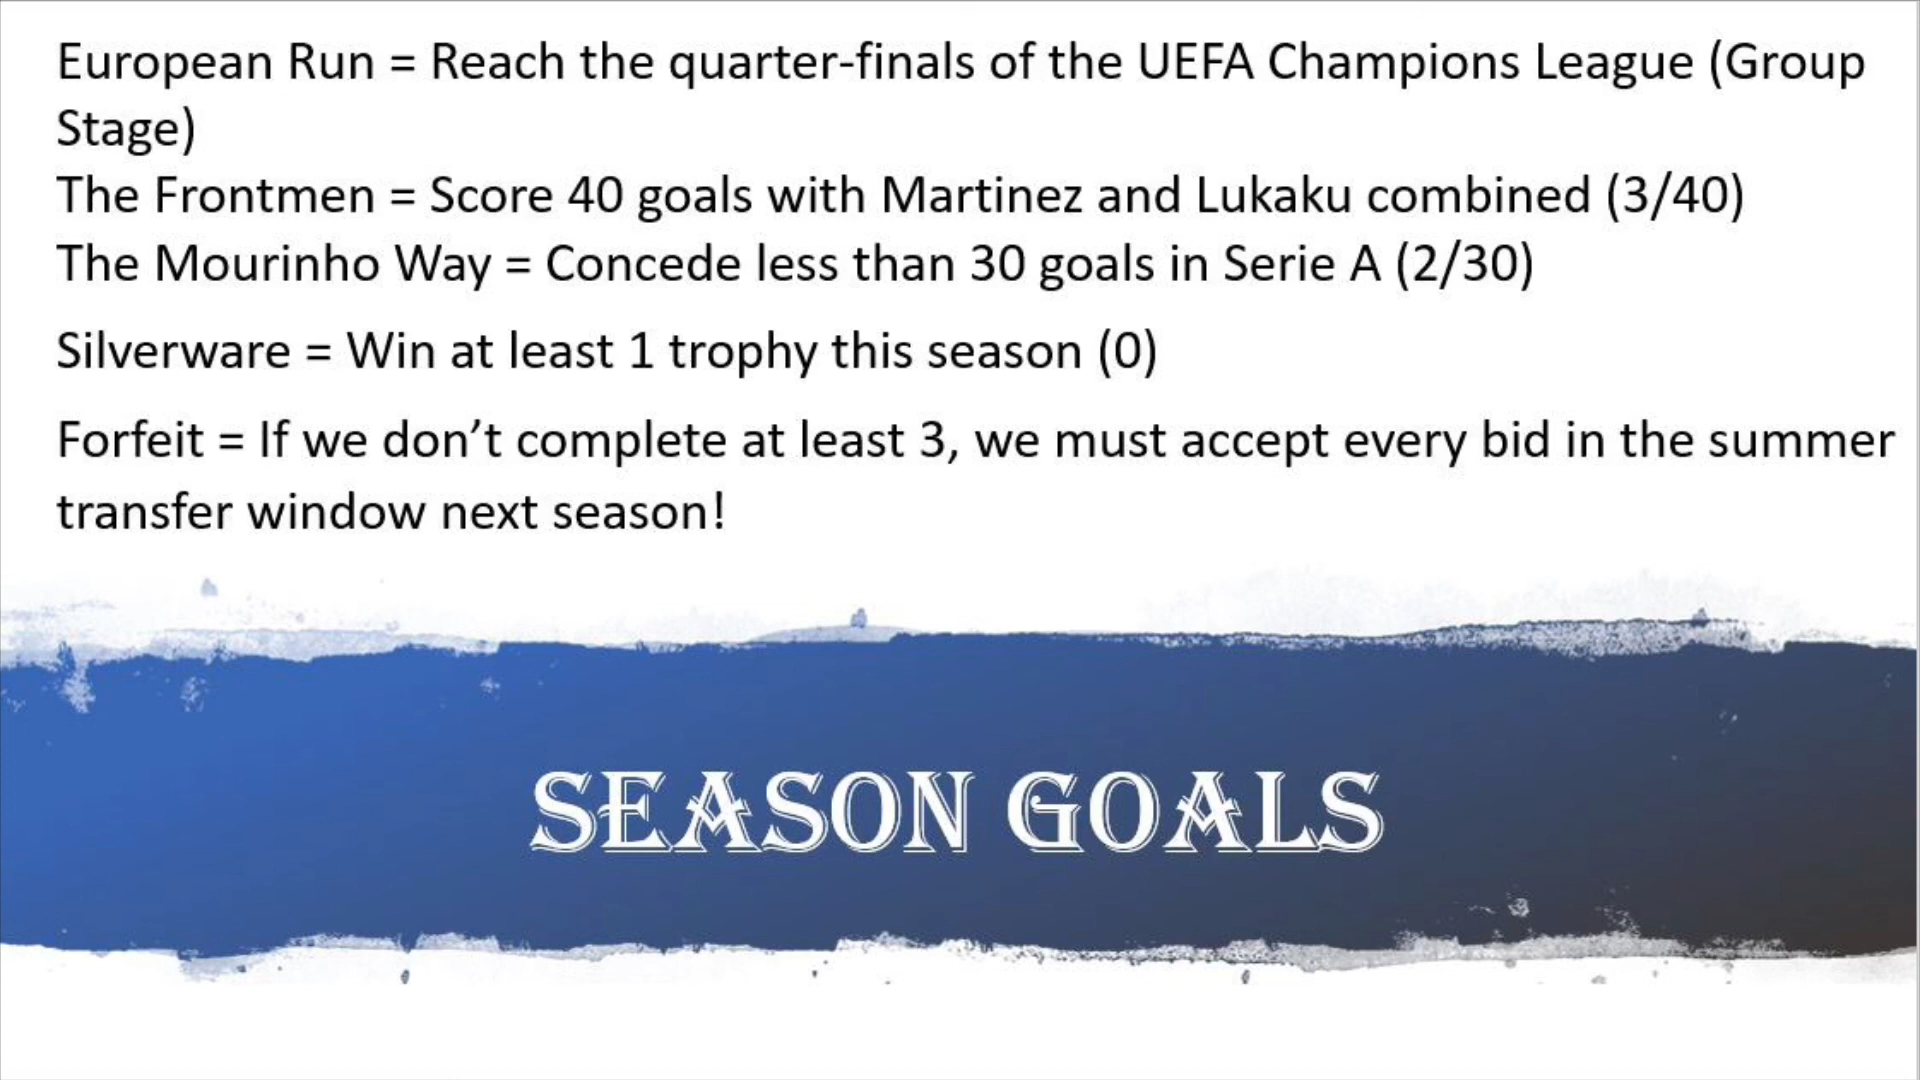 European Run = Reach the quarter-finals of the UEFA Champions League (Group
Stage)
The Frontmen = Score 40 goals with Martinez and Lukaku combined (3/40)
The Mourinho Way = Concede less than 30 goals in Serie A (2/30)
Silverware = Win at least 1 trophy this season (0)
Forfeit = If we don’t complete at least 3, we must accept every bid in the summer
transfer window next season!
SEASON GOALS